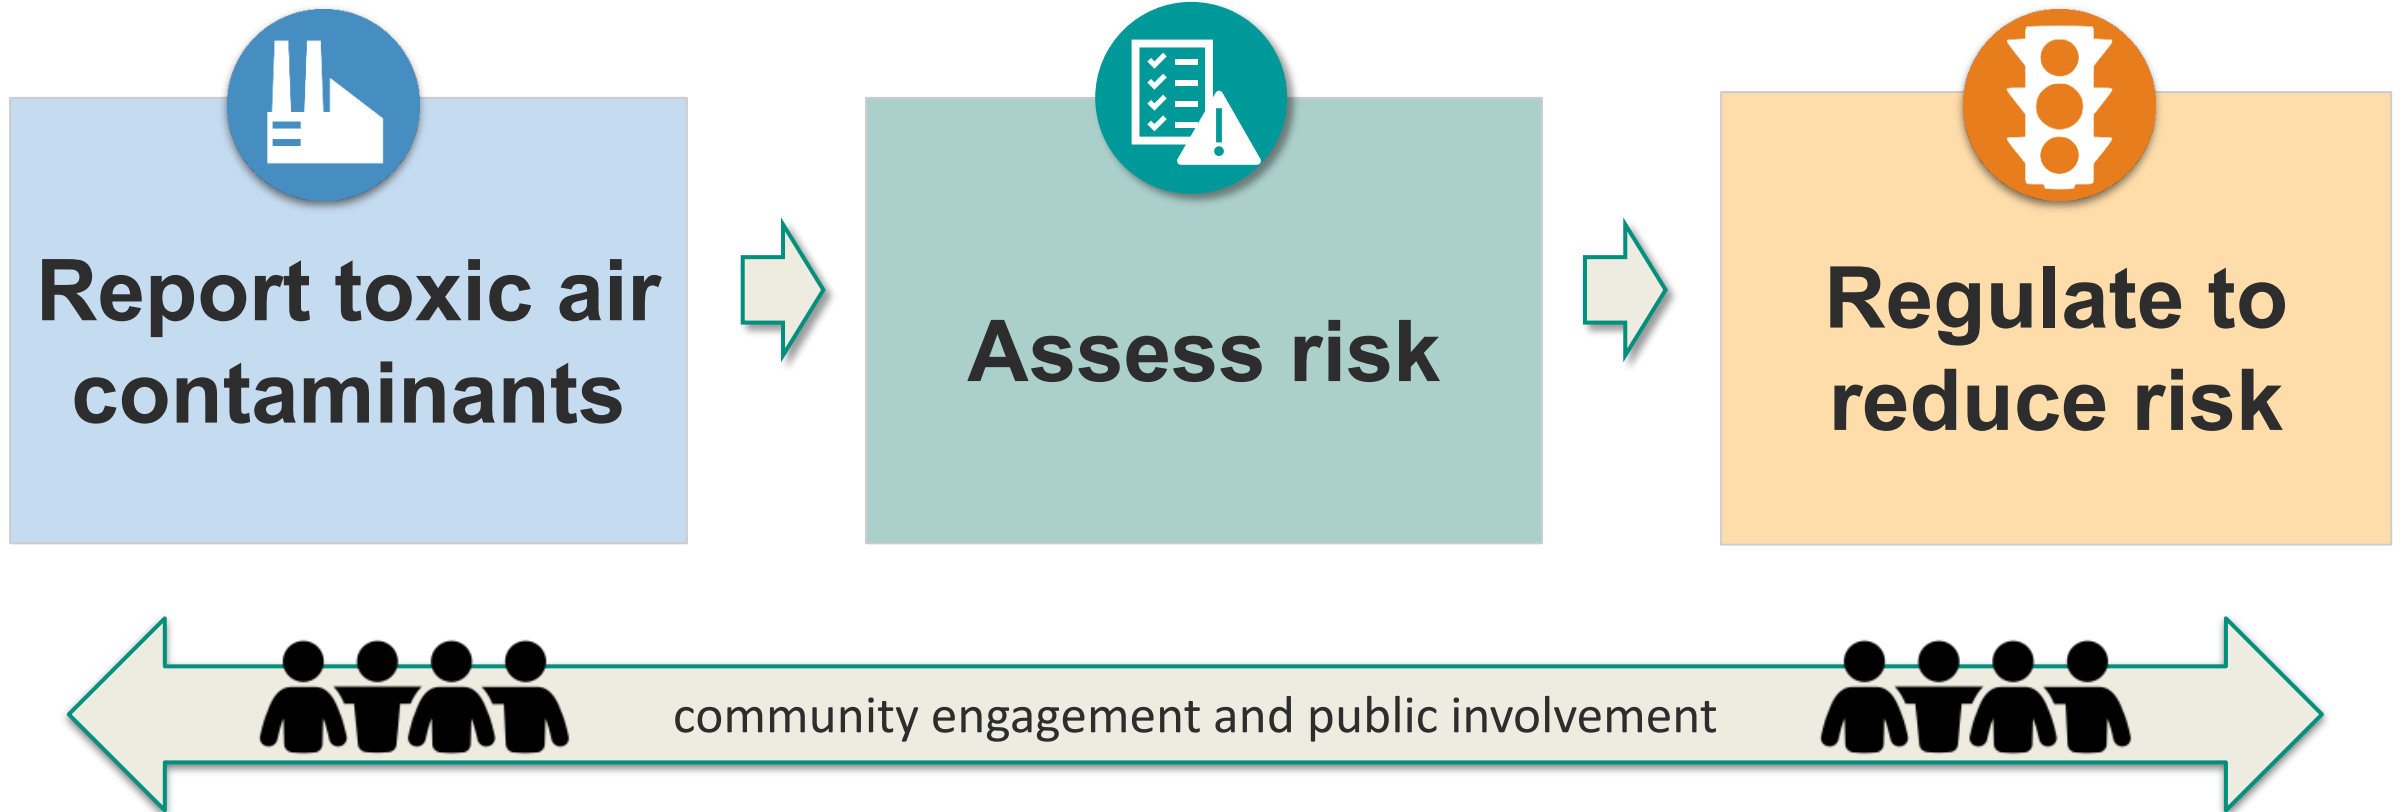 Report toxic air
contaminants
Assess risk
Regulate to
reduce risk
community engagement and public involvement